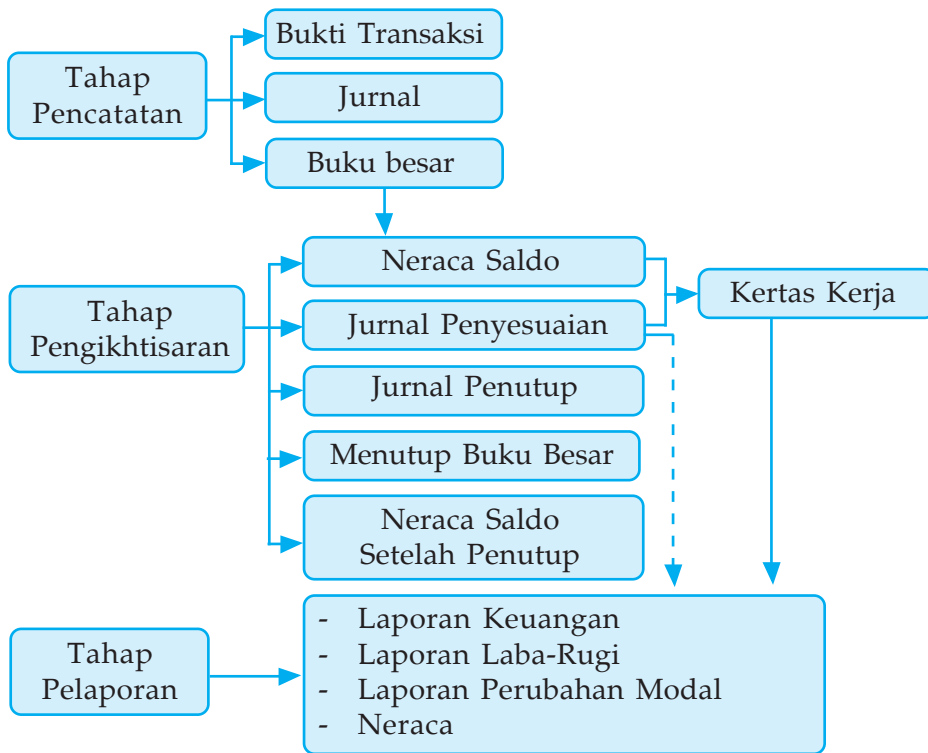 Tahap
Pencatatan
Bukti Transaksi
Jurnal
Buku besar
Tahap
Pengikhtisaran
Neraca Saldo
Jurnal Penyesuaian
Jurnal Penutup
Menutup Buku Besar
Neraca Saldo
Setelah Penutup
Kertas Kerja
Tahap
Pelaporan
- Laporan Keuangan
- Laporan Laba-Rugi
- Laporan Perubahan Modal
- Neraca